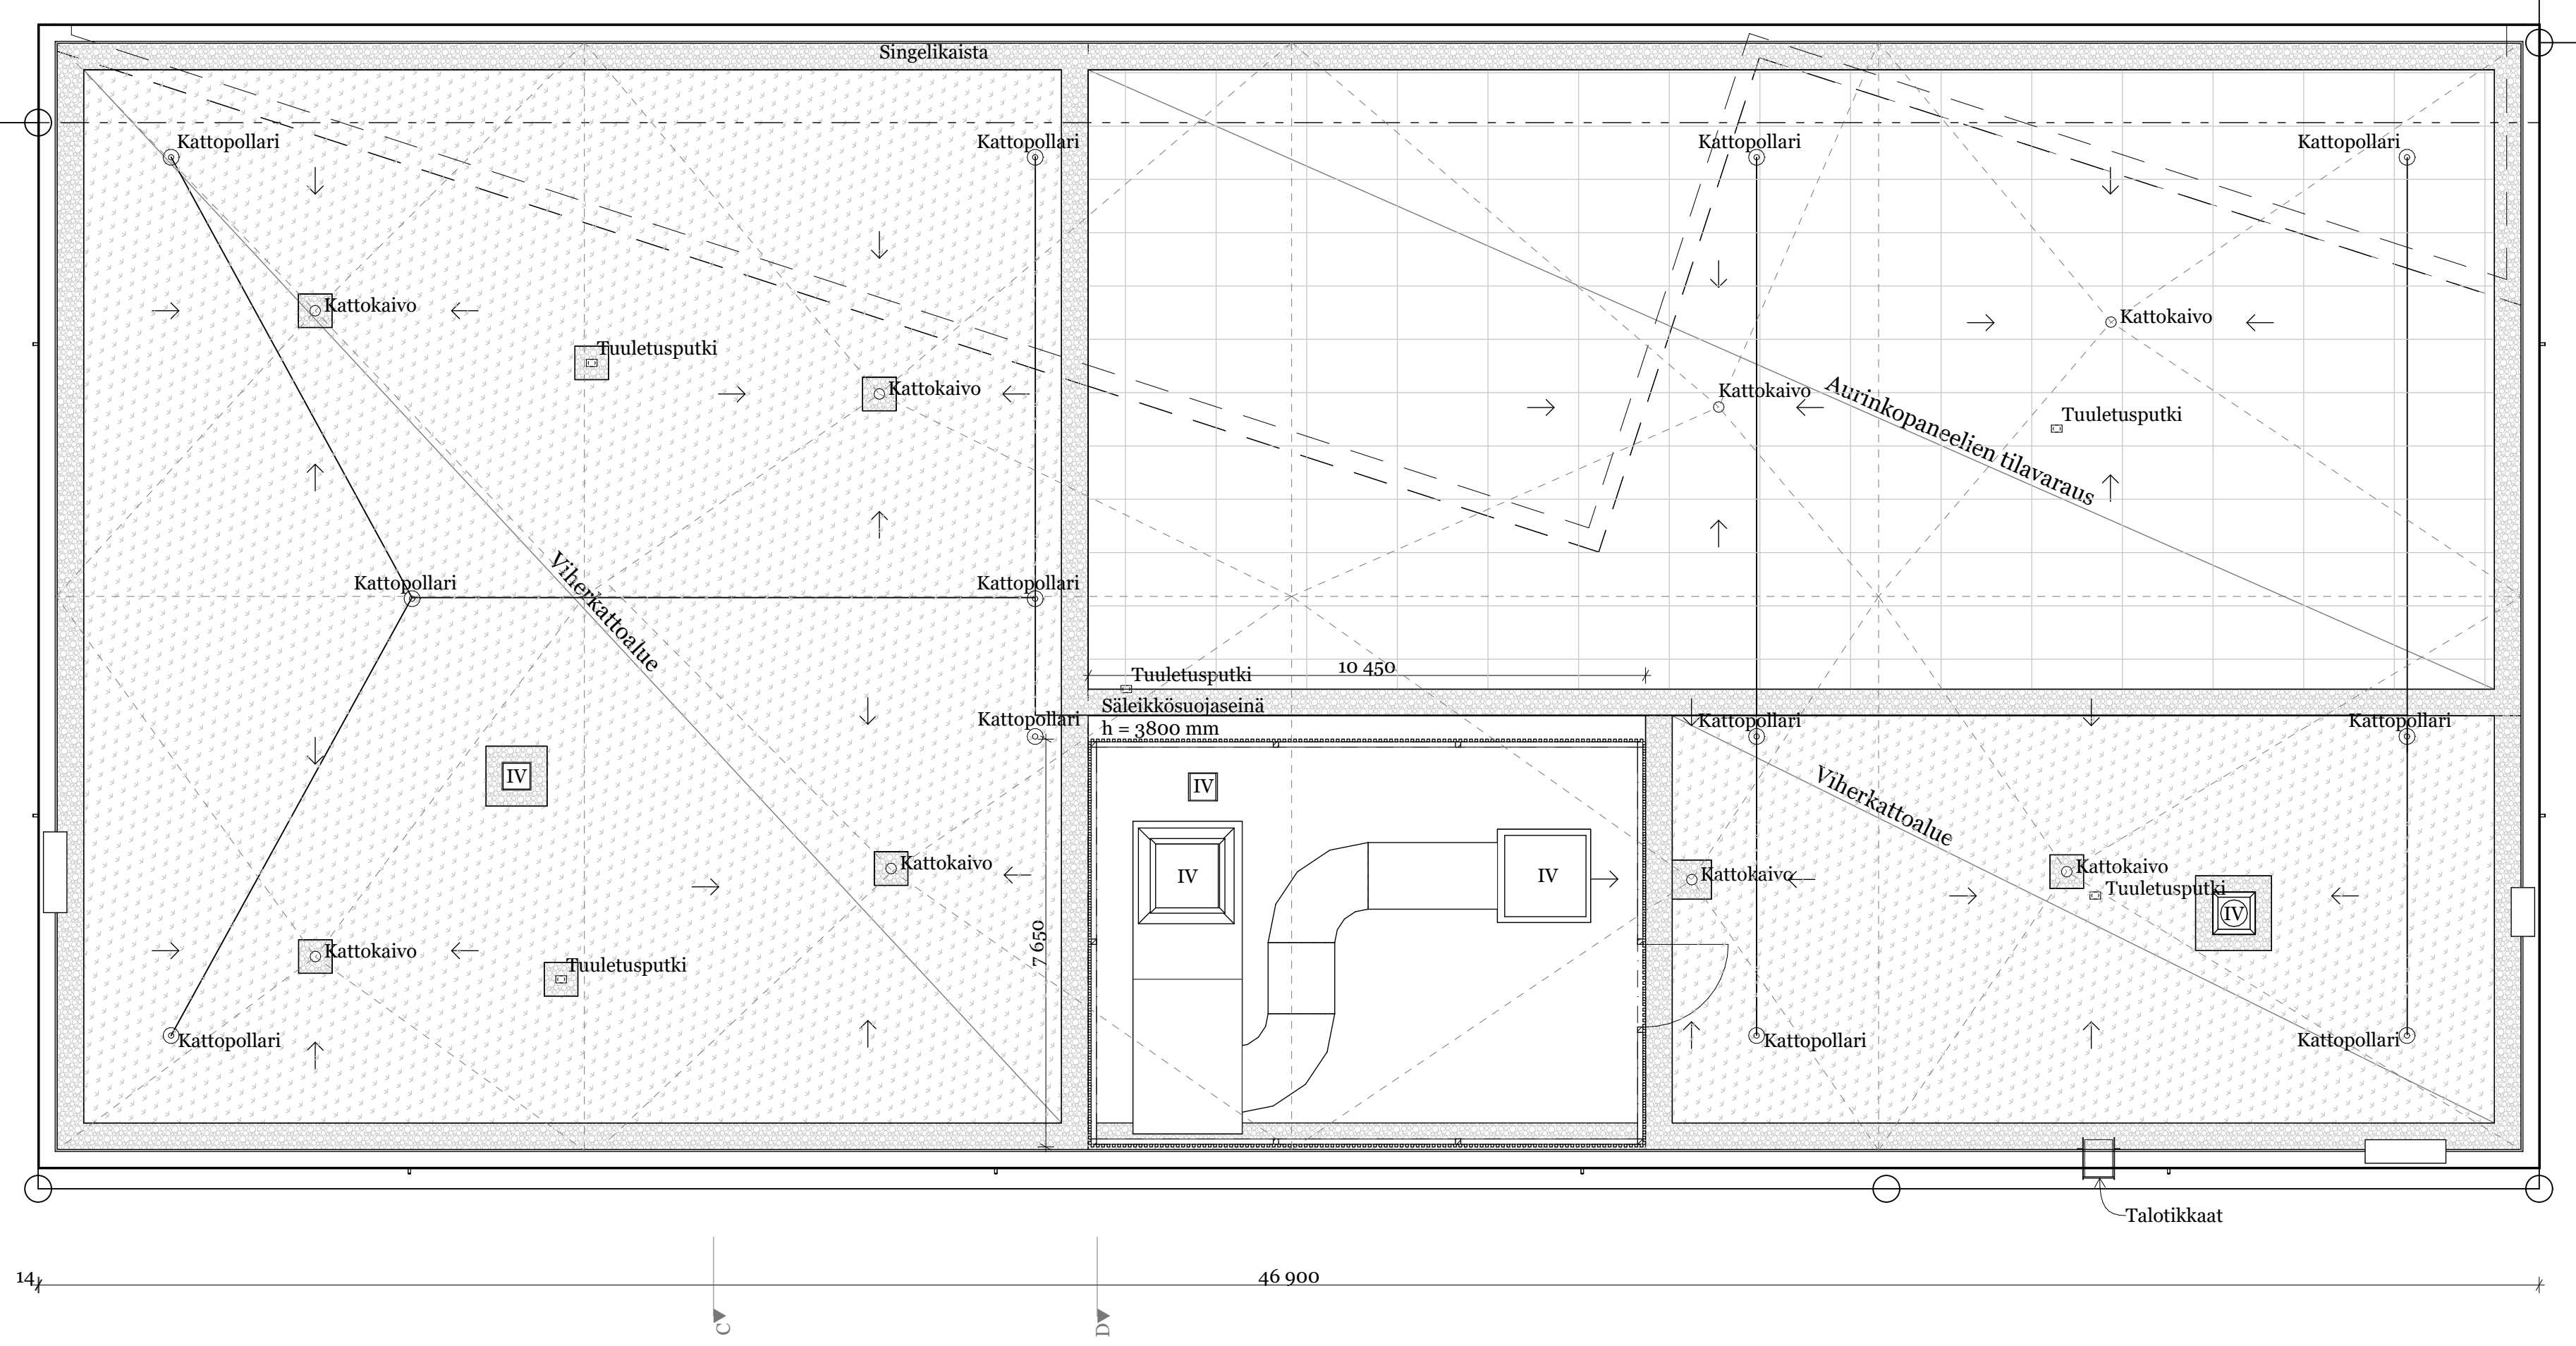 Singelikaista
Kattopollari
Kattopollari
Kattopollari
Kattopollari
Kattokaivo
Kattokaivo
Tuuletusputki
Kattokaivo
Kattokaivo
Aurinkopaneelien tilavaraus
Tuuletusputki
Kattopollari
Viherkattoalue
Kattopollari
10 450
Tuuletusputki
Säleikkösuojaseinä
h = 3800 mm
Kattopollari
Kattopollari
Kattopollari
IV
IV
Viherkattoalue
Kattokaivo
IV
IV
Kattokaivo
Kattokaivo
Tuuletusputki
IV
7 650
Kattokaivo
Tuuletusputki
Kattopollari
Kattopollari
Kattopollari
Talotikkaat
14
46 900
C
D